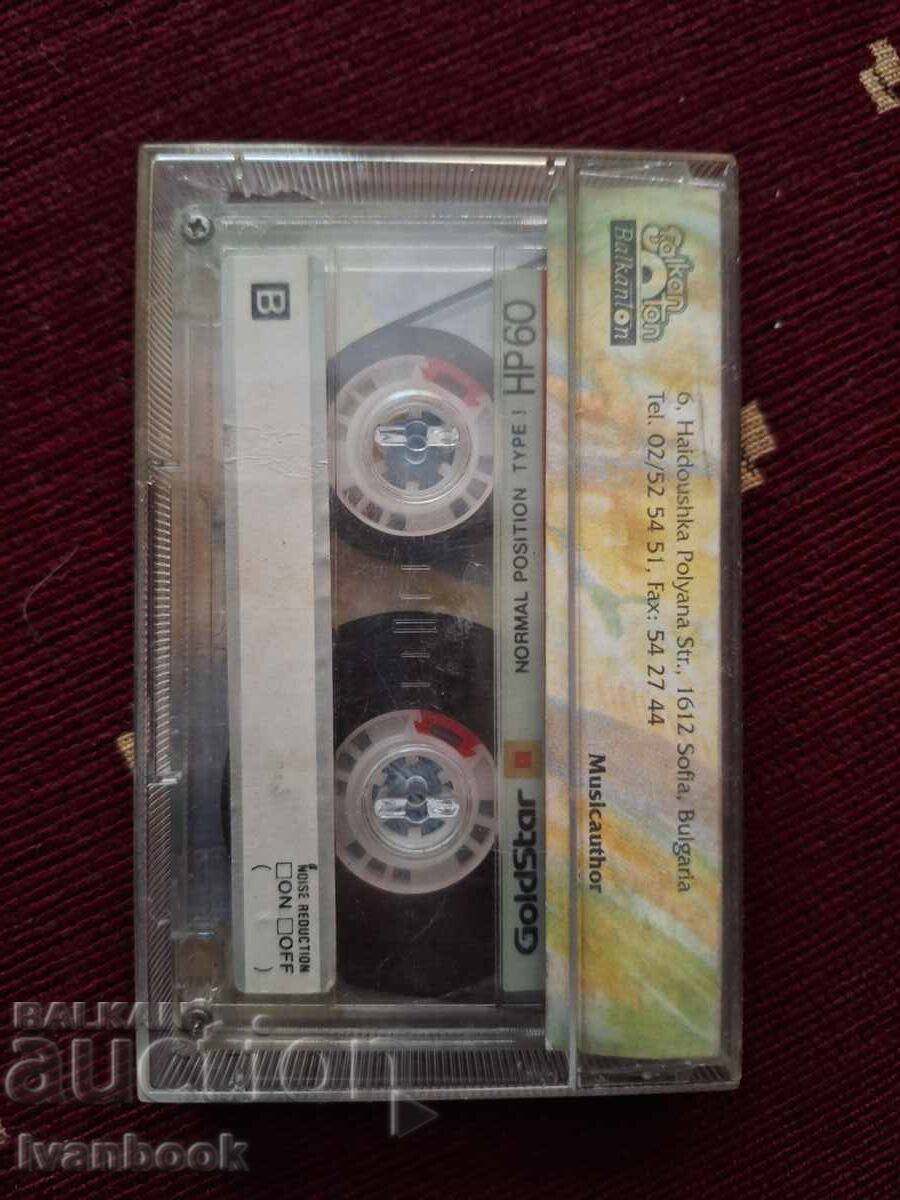 Balkanton
Balkanton
6, Haidoushka Polyana Str., 1612 Sofia, Bulgaria
Tel. 02/52 54 51, Fax: 54 27 44
Musicauthor
HP60
NORMAL POSITION TYPE I
GoldStar
B
NOISE REDUCTION
ON OFF
( )
BALKAN
auction
Ivanbook